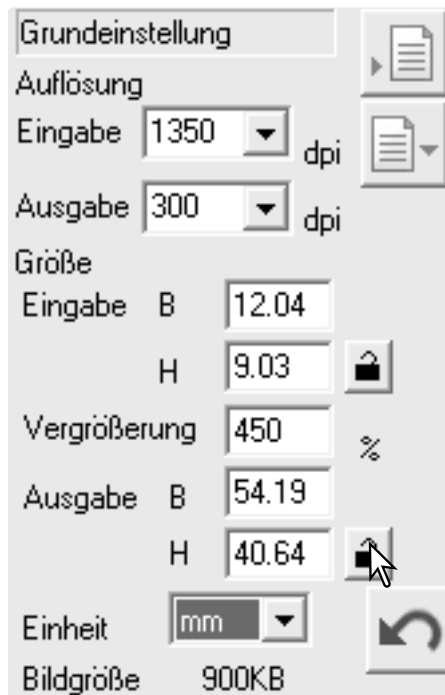 Grundeinstellung
Auflösung
Eingabe 1350 dpi
Ausgabe 300 dpi
Größe
Eingabe B 12.04
H 9.03
Vergrößerung 450 %
Ausgabe B 54.19
H 40.64
Einheit mm
Bildgröße 900KB